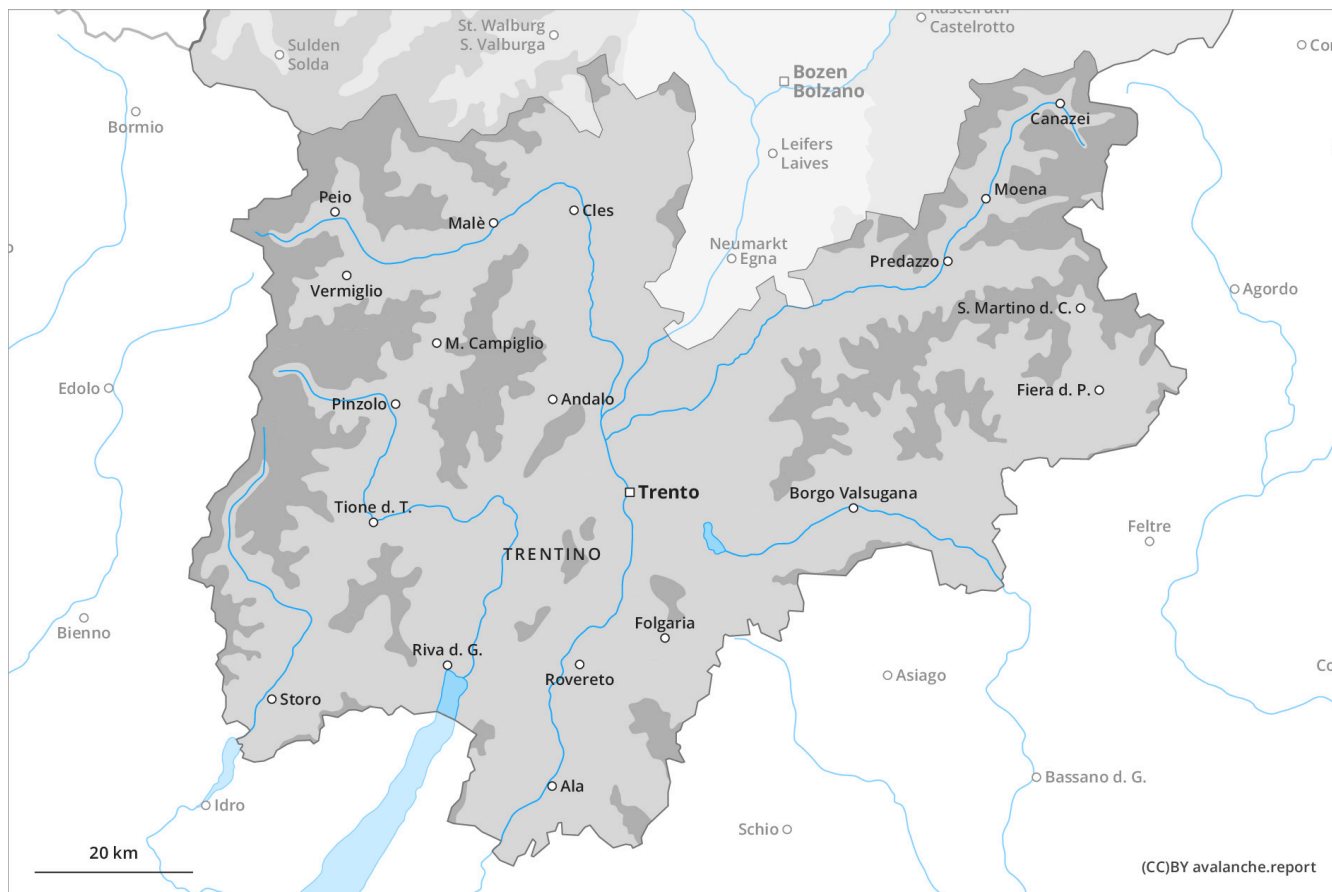 St. Walburg
S. Valburga
Castelrotto
Sulden
Solda
Bozen
Bolzano
Bormio
Canazei
Leifers
Laives
Peio
Moena
Malè
Cles
Neumarkt
Egna
Predazzo
Vermiglio
Agordo
S. Martino d. C.
M. Campiglio
Edolo
Fiera d. P.
Pinzolo
Andalo
Trento
Borgo Valsugana
Tione d. T.
Feltre
TRENTINO
Bienno
Folgaria
Riva d. G.
Rovereto
Asiago
Storo
Ala
Bassano d. G.
Idro
Schio
20 km
(CC)BY avalanche.report